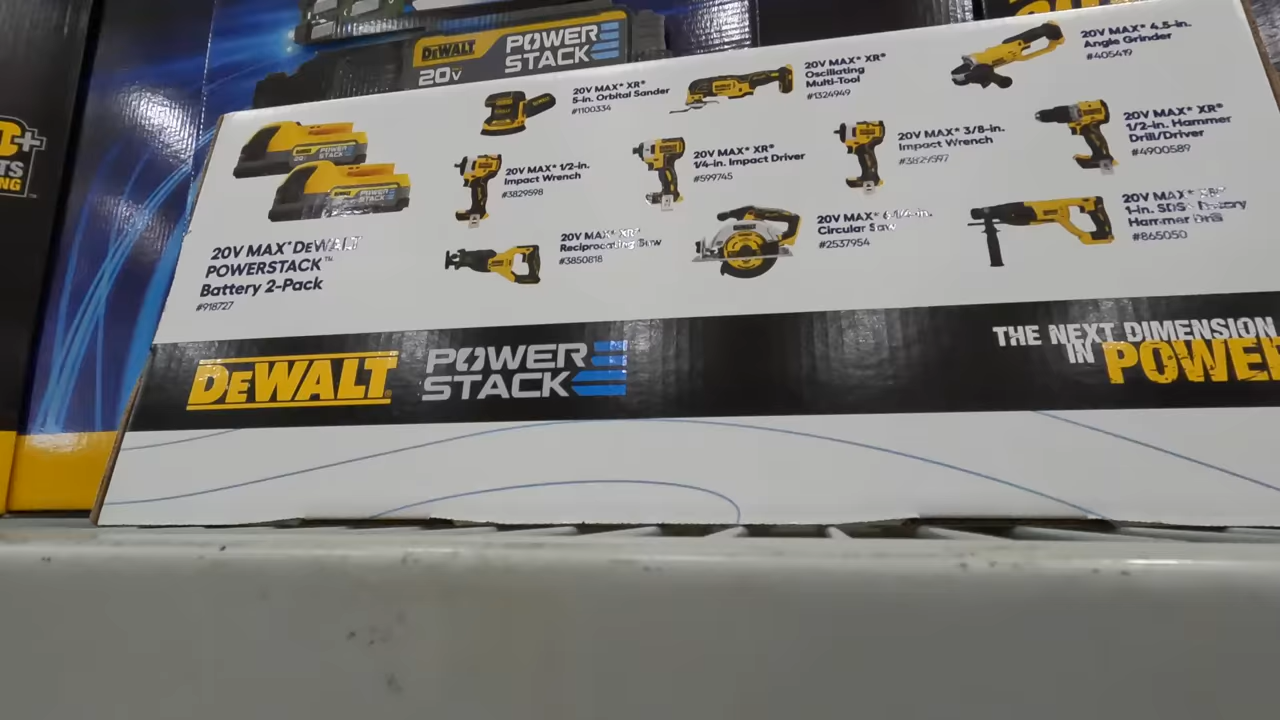 DEWALT
POWER
STACK
20V
20V MAX* XR®
5-in. Orbital Sander
#1100334
20V MAX* XR®
Oscillating
Multi-Tool
#1324949
20V MAX* 4.5-in.
Angle Grinder
#405419
20V MAX* 1/2-in.
Impact Wrench
#3829598
20V MAX* XR®
1/4-in. Impact Driver
#599745
20V MAX* 3/8-in.
Impact Wrench
#3829597
20V MAX* XR®
1/2-in. Hammer
Drill/Driver
#4900589
20V MAX* DEWALT
POWERSTACK™
Battery 2-Pack
#918727
20V MAX* XR®
Reciprocating Saw
#3850818
20V MAX* 6-1/2-in.
Circular Saw
#2537954
20V MAX* XR®
1-in. SDS+ Rotary
Hammer Drill
#865050
DEWALT
POWER
STACK
THE NEXT DIMENSION
IN POWER